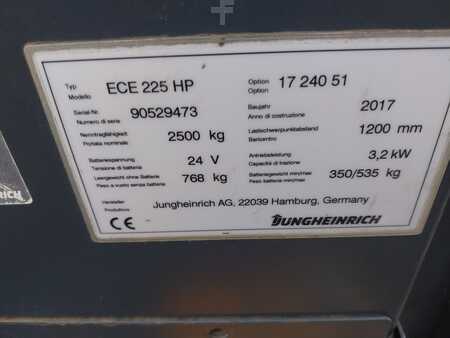 Typ
Modello
ECE 225 HP
Option
Option
17 240 51
Serial-Nr.
Numero di serie
90529473
Baujahr
Anno di costruzione
2017
Nenntragfähigkeit
Portata nominale
2500 kg
Lastschwerpunktabstand
Baricentro
1200 mm
Batteriespannung
Tensione di batteria
24 V
Antriebsleistung
Capacità di trazione
3,2 kW
Leergewicht ohne Batterie
Peso a vuoto senza batteria
768 kg
Batteriegewicht min/max
Peso batteria min/max
350/535 kg
Hersteller
Produttore
Jungheinrich AG, 22039 Hamburg, Germany
CE
JUNGHEINRICH